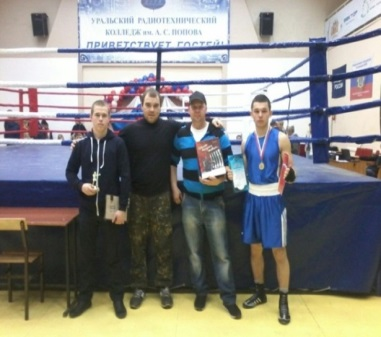 УРАЛЬСКИЙ РАДИОТЕХНИЧЕСКИЙ
КОЛЛЕДЖ им. А. С. ПОПОВА
ПРИВЕТСТВУЕТ ГОСТЕЙ!